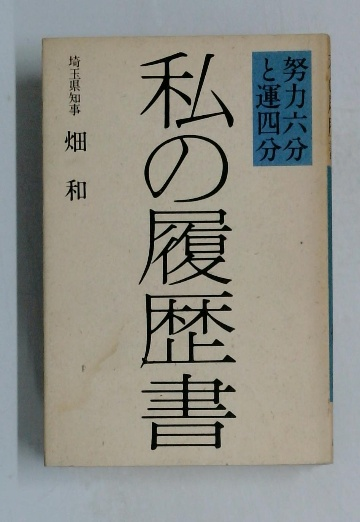 努力六分
と運四分
私の履歴書
埼玉県知事
畑 和